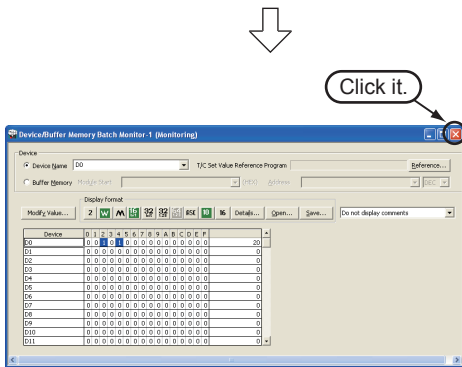 Click it.
Device/Buffer Memory Batch Monitor-1 (Monitoring)
Device
Device Name D0 T/C Set Value Reference Program Reference...
Buffer Memory Module Start (HEX) Address DEC
Display format
Modify Value... 2 W M 16 bit 32 bit 32 ASC 10 16 Details... Open... Save... Do not display comments
Device 0 1 2 3 4 5 6 7 8 9 A B C D E F
D0 0 0 1 0 1 0 0 0 0 0 0 0 0 0 0 0 20
D1 0 0 0 0 0 0 0 0 0 0 0 0 0 0 0 0 0
D2 0 0 0 0 0 0 0 0 0 0 0 0 0 0 0 0 0
D3 0 0 0 0 0 0 0 0 0 0 0 0 0 0 0 0 0
D4 0 0 0 0 0 0 0 0 0 0 0 0 0 0 0 0 0
D5 0 0 0 0 0 0 0 0 0 0 0 0 0 0 0 0 0
D6 0 0 0 0 0 0 0 0 0 0 0 0 0 0 0 0 0
D7 0 0 0 0 0 0 0 0 0 0 0 0 0 0 0 0 0
D8 0 0 0 0 0 0 0 0 0 0 0 0 0 0 0 0 0
D9 0 0 0 0 0 0 0 0 0 0 0 0 0 0 0 0 0
D10 0 0 0 0 0 0 0 0 0 0 0 0 0 0 0 0 0
D11 0 0 0 0 0 0 0 0 0 0 0 0 0 0 0 0 0